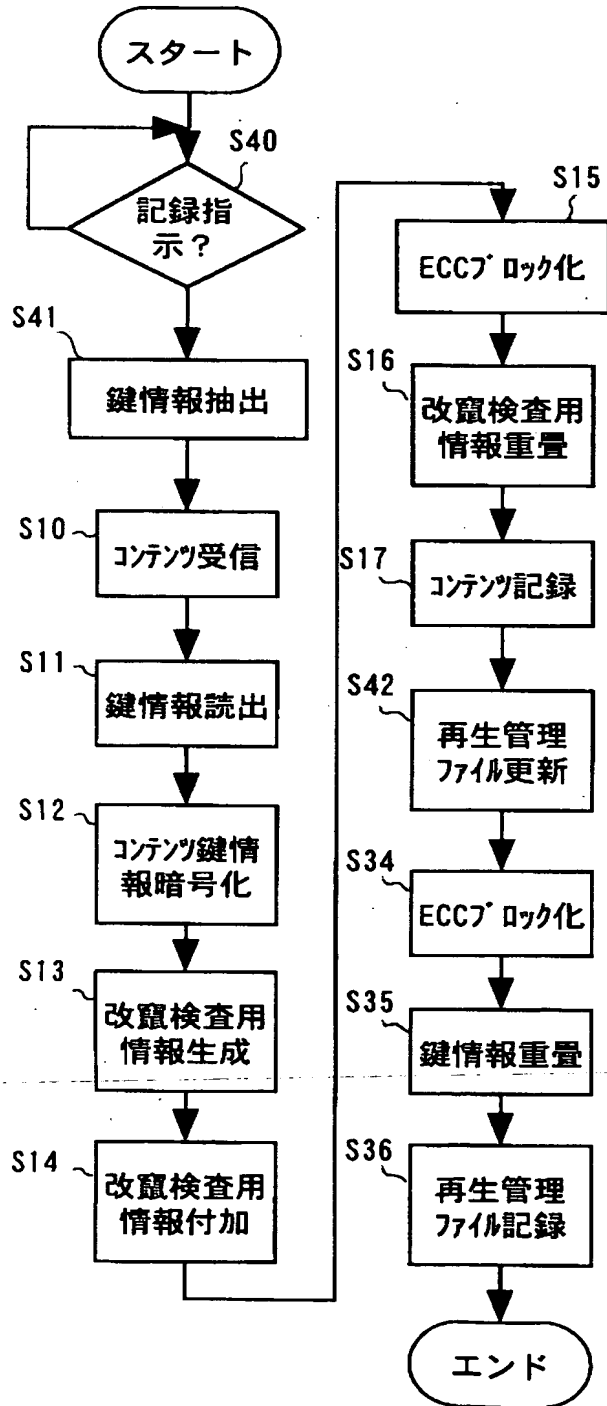 スタート
S40
記録指
示？
S41
鍵情報抽出
S10
コンテンツ受信
S11
鍵情報読出
S12
コンテンツ鍵情
報暗号化
S13
改竄検査用
情報生成
S14
改竄検査用
情報付加
S15
ECCブロック化
S16
改竄検査用
情報重畳
S17
コンテンツ記録
S42
再生管理
ファイル更新
S34
ECCブロック化
S35
鍵情報重畳
S36
再生管理
ファイル記録
エンド